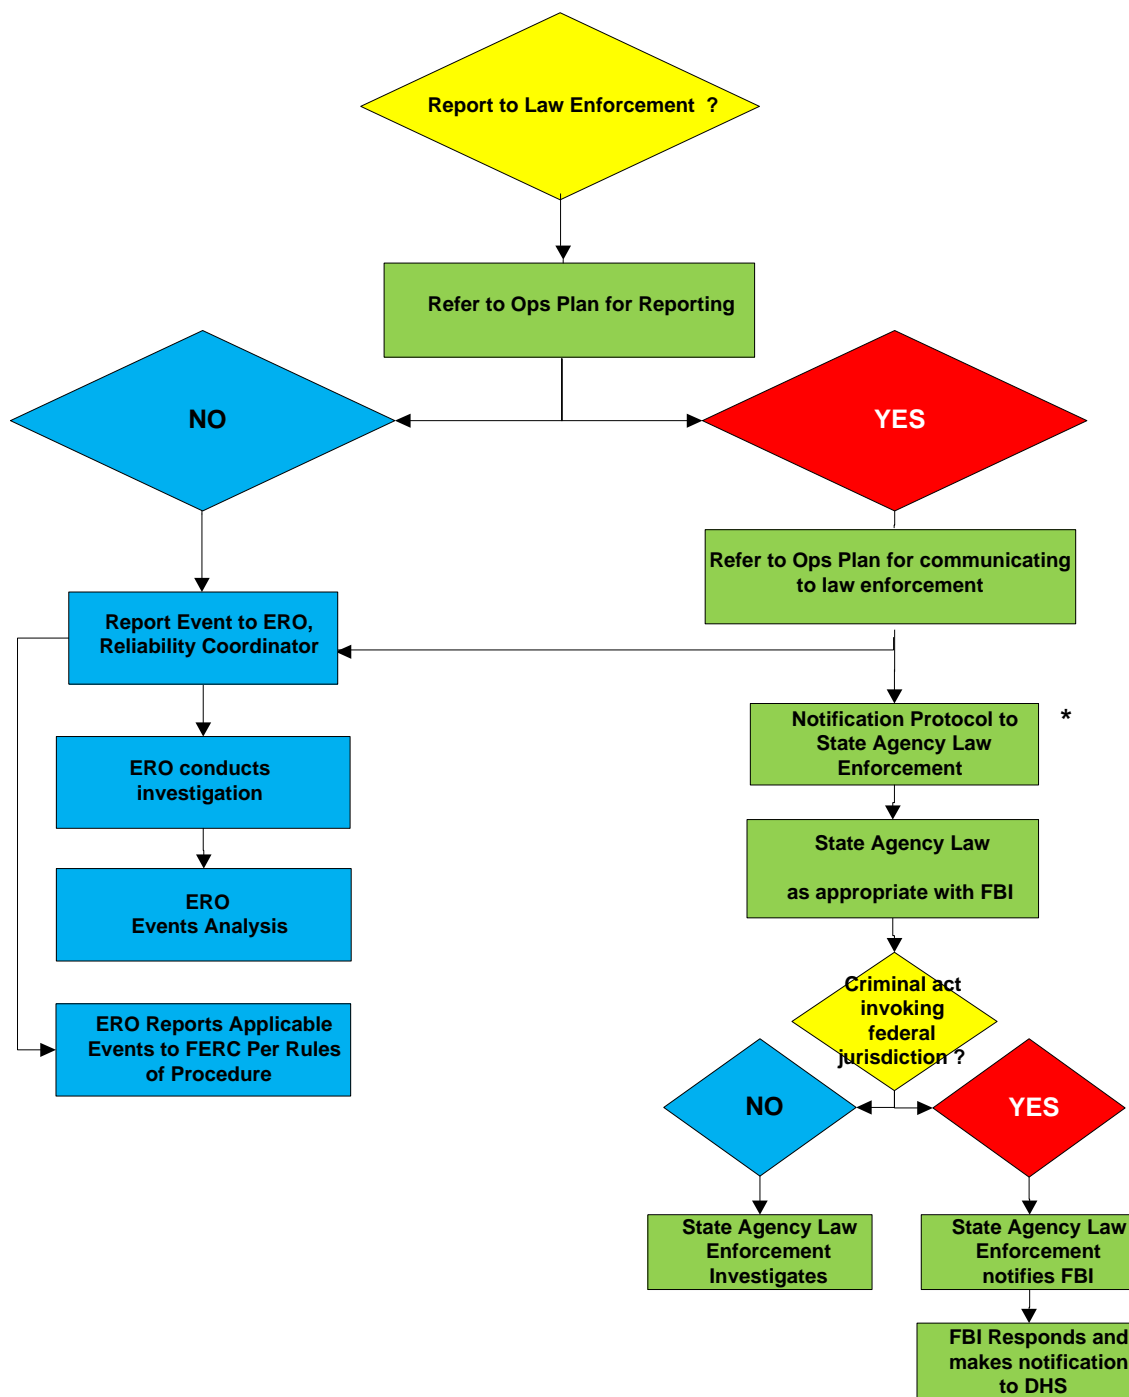 Report to Law Enforcement  ?
Refer to Ops Plan for Reporting
NO
YES
Refer to Ops Plan for communicating
to law enforcement
Report Event to ERO,
Reliability Coordinator
Notification Protocol to
State Agency Law
Enforcement
*
ERO conducts
investigation
State Agency Law
as appropriate with FBI
ERO
Events Analysis
Criminal act
invoking
federal
jurisdiction ?
ERO Reports Applicable
Events to FERC Per Rules
of Procedure
NO
YES
State Agency Law
Enforcement
Investigates
State Agency Law
Enforcement
notifies FBI
FBI Responds and
makes notification
to DHS